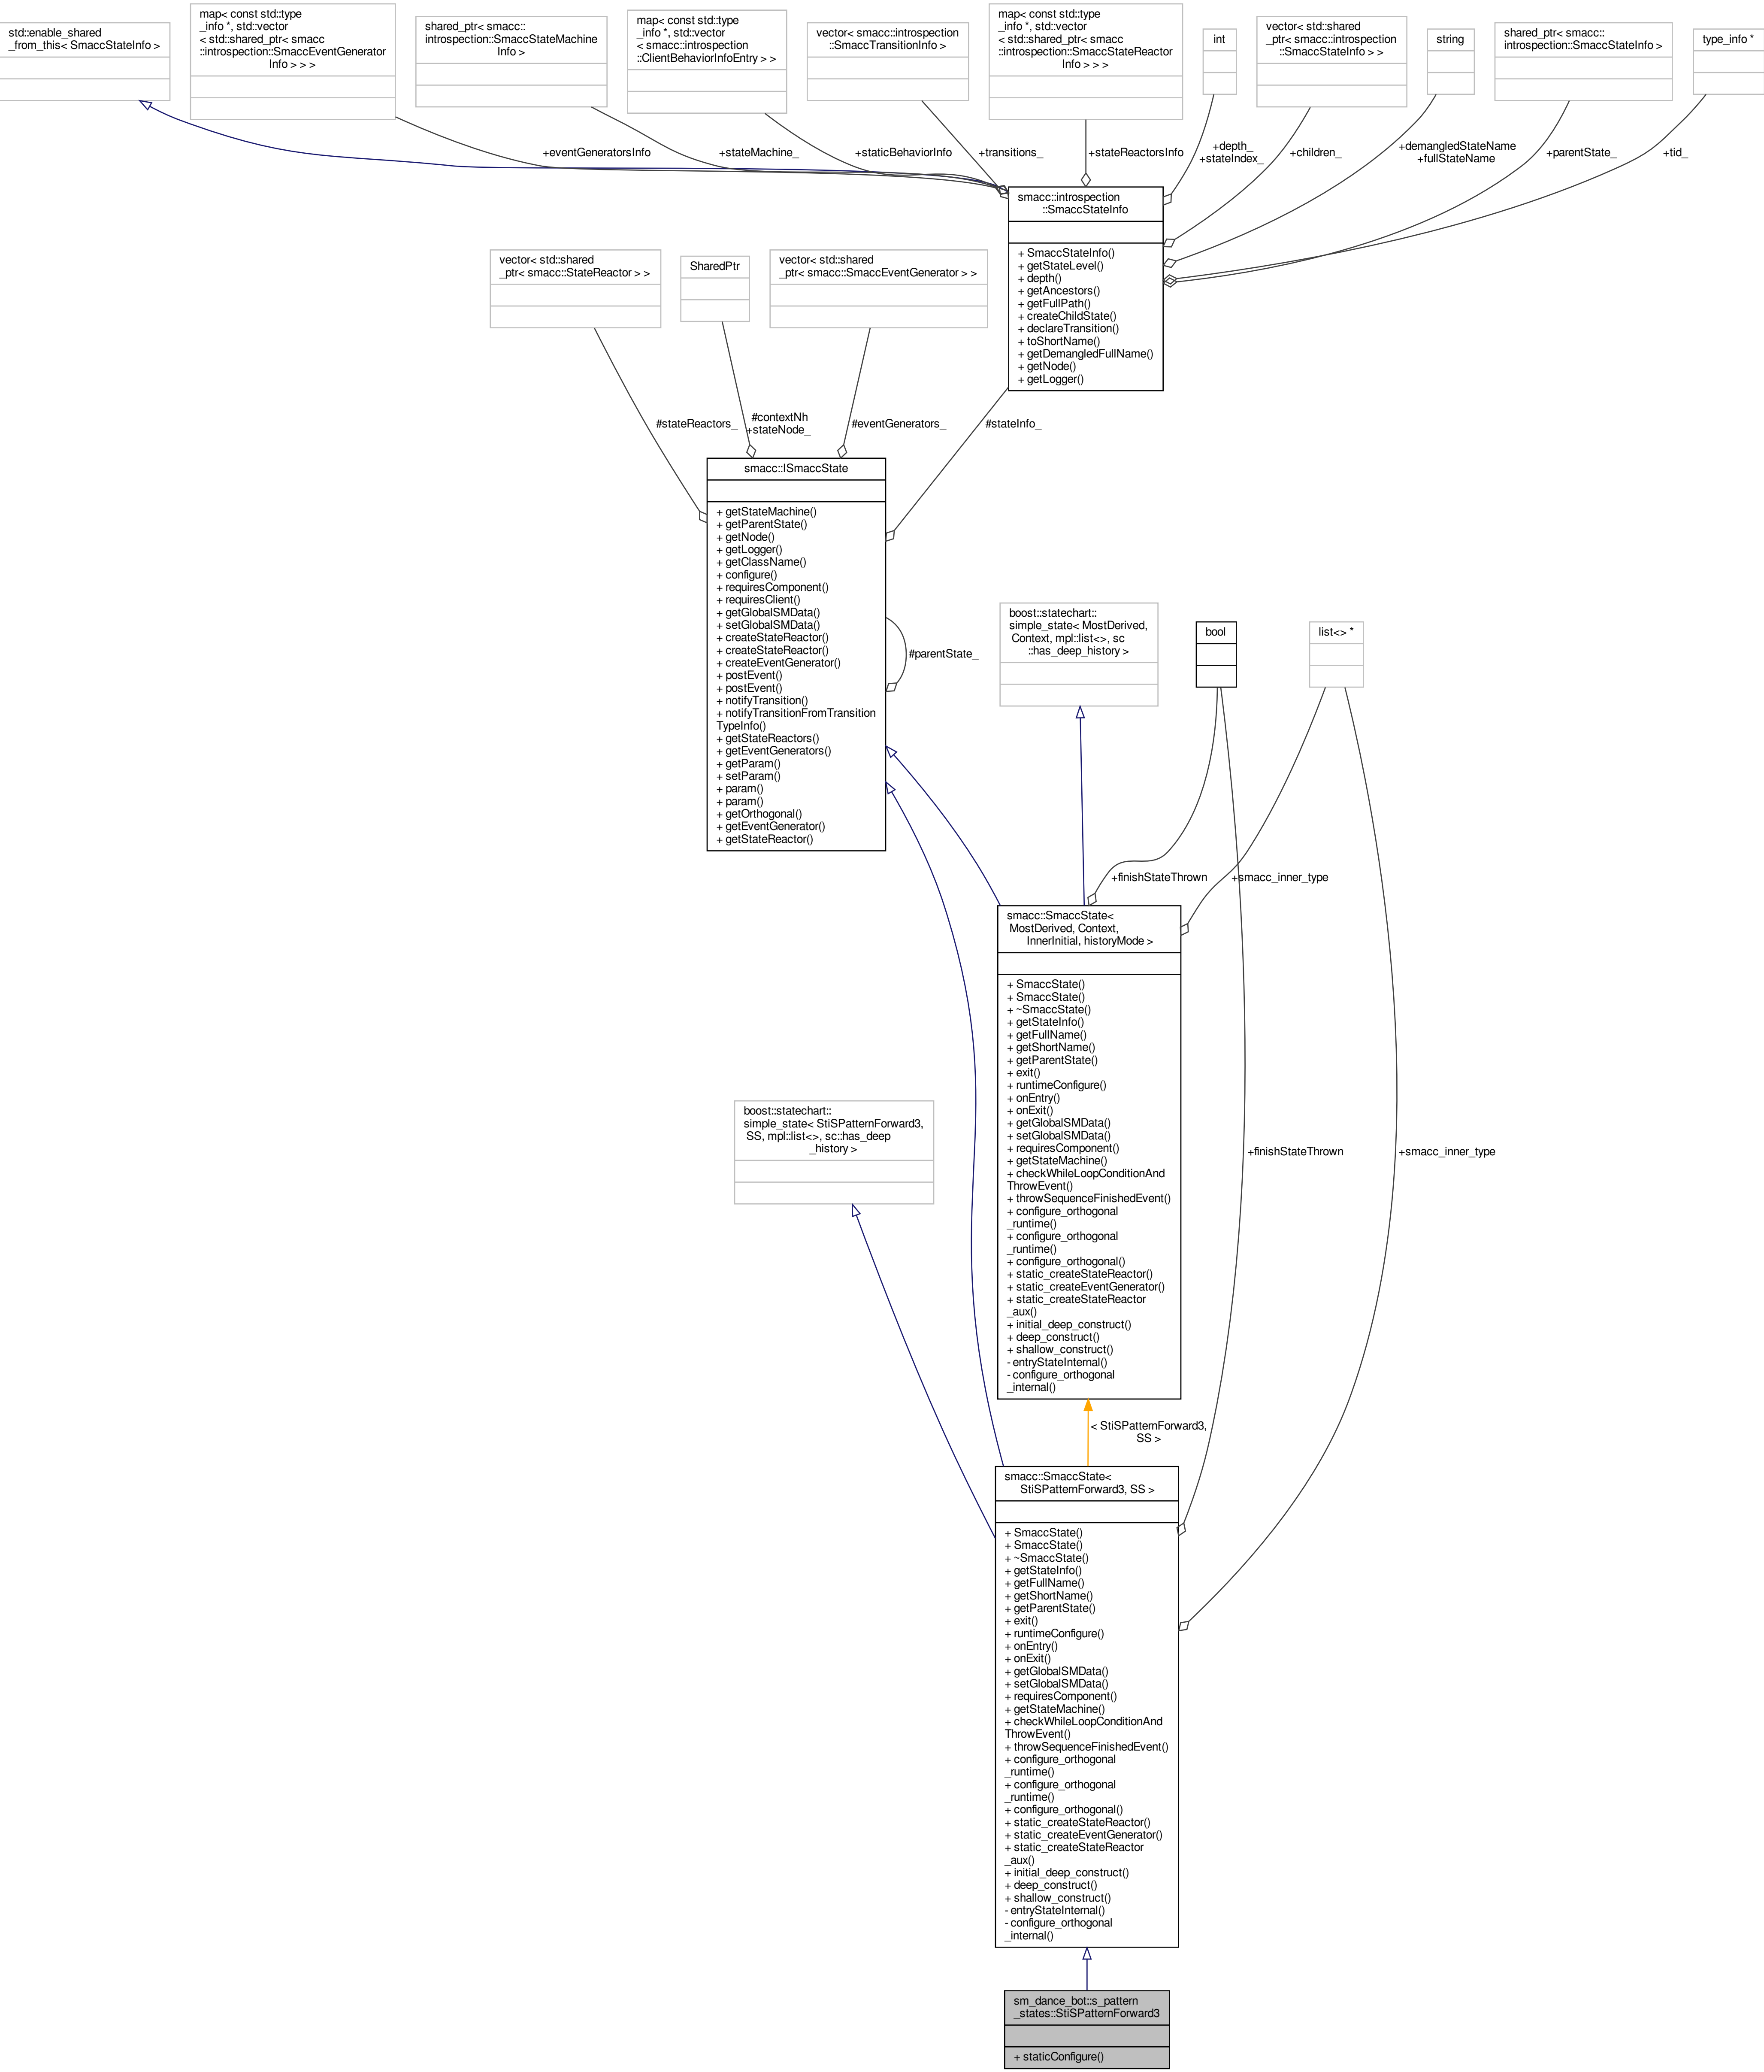 std::enable_shared
_from_this< SmaccStateInfo >
map< const std::type
_info *, std::vector
< std::shared_ptr< smacc
::introspection::SmaccEventGenerator
Info > > >
shared_ptr< smacc::
introspection::SmaccStateMachine
Info >
map< const std::type
_info *, std::vector
< smacc::introspection
::ClientBehaviorInfoEntry > >
vector< smacc::introspection
::SmaccTransitionInfo >
map< const std::type
_info *, std::vector
< std::shared_ptr< smacc
::introspection::SmaccStateReactor
Info > > >
int
vector< std::shared
_ptr< smacc::introspection
::SmaccStateInfo > >
string
shared_ptr< smacc::
introspection::SmaccStateInfo >
type_info *
+eventGeneratorsInfo
+stateMachine_
+staticBehaviorInfo
+transitions_
+stateReactorsInfo
+depth_
+stateIndex_
+children_
+demangledStateName
+fullStateName
+parentState_
+tid_
smacc::introspection
::SmaccStateInfo
+ SmaccStateInfo()
+ getStateLevel()
+ depth()
+ getAncestors()
+ getFullPath()
+ createChildState()
+ declareTransition()
+ toShortName()
+ getDemangledFullName()
+ getNode()
+ getLogger()
vector< std::shared
_ptr< smacc::StateReactor > >
SharedPtr
vector< std::shared
_ptr< smacc::SmaccEventGenerator > >
#stateReactors_
#contextNh
+stateNode_
#eventGenerators_
#stateInfo_
smacc::ISmaccState
+ getStateMachine()
+ getParentState()
+ getNode()
+ getLogger()
+ getClassName()
+ configure()
+ requiresComponent()
+ requiresClient()
+ getGlobalSMData()
+ setGlobalSMData()
+ createStateReactor()
+ createStateReactor()
+ createEventGenerator()
+ postEvent()
+ postEvent()
+ notifyTransition()
+ notifyTransitionFromTransition
TypeInfo()
+ getStateReactors()
+ getEventGenerators()
+ getParam()
+ setParam()
+ param()
+ param()
+ getOrthogonal()
+ getEventGenerator()
+ getStateReactor()
#parentState_
boost::statechart::
simple_state< MostDerived,
Context, mpl::list<>, sc
::has_deep_history >
bool
list<> *
+finishStateThrown
+smacc_inner_type
smacc::SmaccState<
MostDerived, Context,
InnerInitial, historyMode >
+ SmaccState()
+ SmaccState()
+ ~SmaccState()
+ getStateInfo()
+ getFullName()
+ getShortName()
+ getParentState()
+ exit()
+ runtimeConfigure()
+ onEntry()
+ onExit()
+ getGlobalSMData()
+ setGlobalSMData()
+ requiresComponent()
+ getStateMachine()
+ checkWhileLoopConditionAnd
ThrowEvent()
+ throwSequenceFinishedEvent()
+ configure_orthogonal
_runtime()
+ configure_orthogonal
_runtime()
+ configure_orthogonal()
+ static_createStateReactor()
+ static_createEventGenerator()
+ static_createStateReactor
_aux()
+ initial_deep_construct()
+ deep_construct()
+ shallow_construct()
- entryStateInternal()
- configure_orthogonal
_internal()
boost::statechart::
simple_state< StiSPatternForward3,
SS, mpl::list<>, sc::has_deep
_history >
+finishStateThrown
+smacc_inner_type
< StiSPatternForward3,
SS >
smacc::SmaccState<
StiSPatternForward3, SS >
+ SmaccState()
+ SmaccState()
+ ~SmaccState()
+ getStateInfo()
+ getFullName()
+ getShortName()
+ getParentState()
+ exit()
+ runtimeConfigure()
+ onEntry()
+ onExit()
+ getGlobalSMData()
+ setGlobalSMData()
+ requiresComponent()
+ getStateMachine()
+ checkWhileLoopConditionAnd
ThrowEvent()
+ throwSequenceFinishedEvent()
+ configure_orthogonal
_runtime()
+ configure_orthogonal
_runtime()
+ configure_orthogonal()
+ static_createStateReactor()
+ static_createEventGenerator()
+ static_createStateReactor
_aux()
+ initial_deep_construct()
+ deep_construct()
+ shallow_construct()
- entryStateInternal()
- configure_orthogonal
_internal()
sm_dance_bot::s_pattern
_states::StiSPatternForward3
+ staticConfigure()